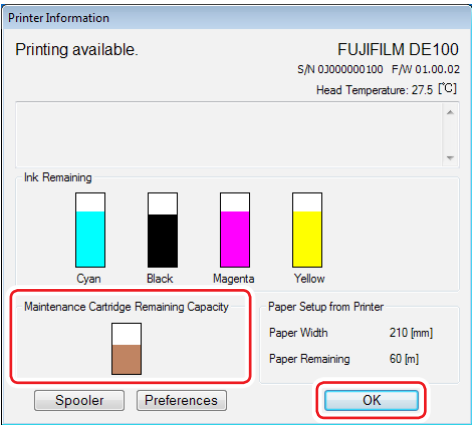 Printer Information
Printing available.
FUJIFILM DE100
S/N 0J000000100 F/W 01.00.02
Head Temperature: 27.5 [°C]
Ink Remaining
Cyan Black Magenta Yellow
Maintenance Cartridge Remaining Capacity
Paper Setup from Printer
Paper Width 210 [mm]
Paper Remaining 60 [m]
Spooler Preferences OK